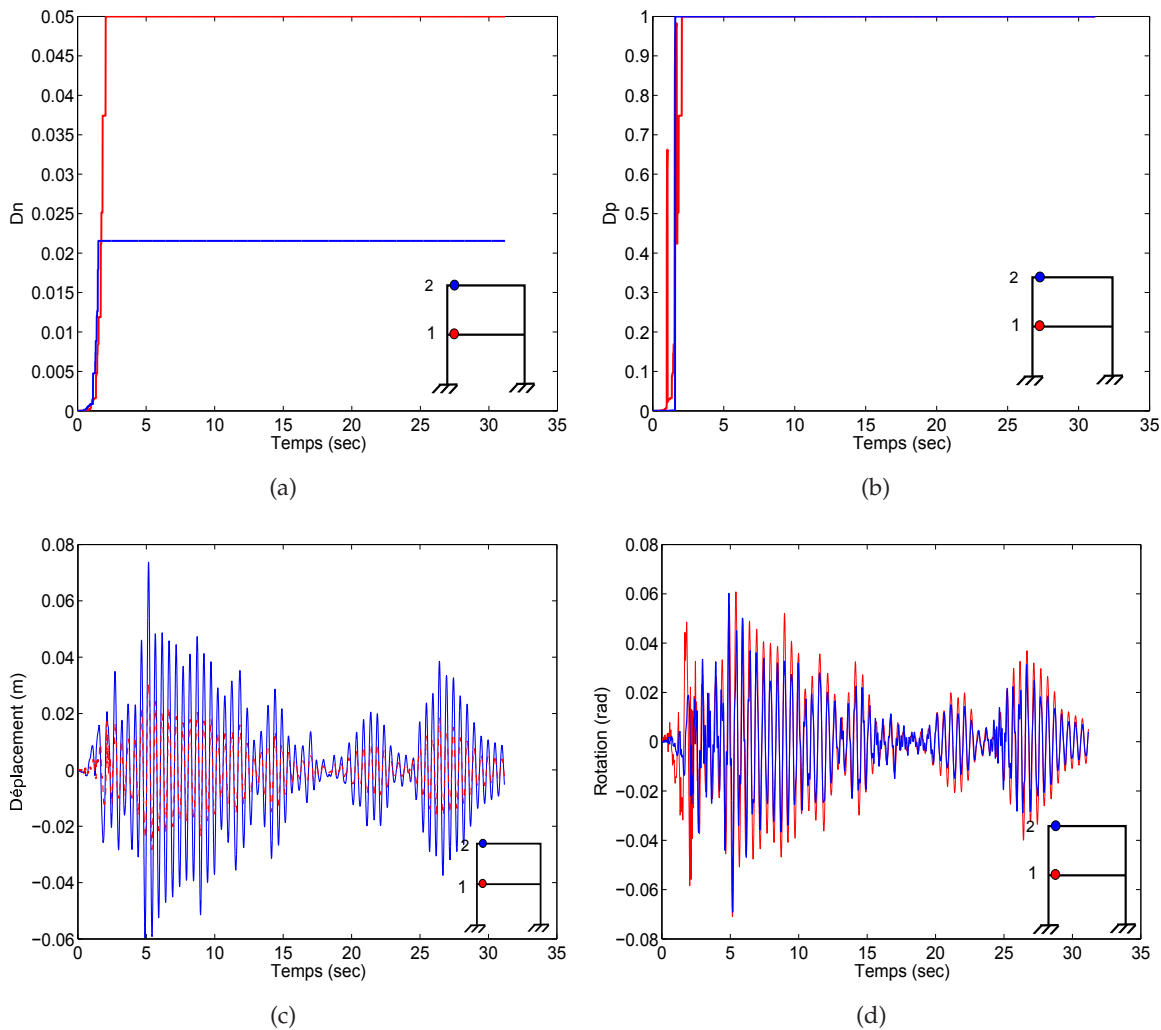 0.05
0.045
0.04
0.035
0.03
0.025
0.02
0.015
0.01
0.005
0
Dn
2
1
0 5 10 15 20 25 30 35
Temps (sec)
(a)
1
0.9
0.8
0.7
0.6
0.5
0.4
0.3
0.2
0.1
0
Dp
2
1
0 5 10 15 20 25 30 35
Temps (sec)
(b)
0.08
0.06
0.04
0.02
0
−0.02
−0.04
−0.06
Déplacement (m)
2
1
0 5 10 15 20 25 30 35
Temps (sec)
(c)
0.08
0.06
0.04
0.02
0
−0.02
−0.04
−0.06
−0.08
Rotation (rad)
2
1
0 5 10 15 20 25 30 35
Temps (sec)
(d)